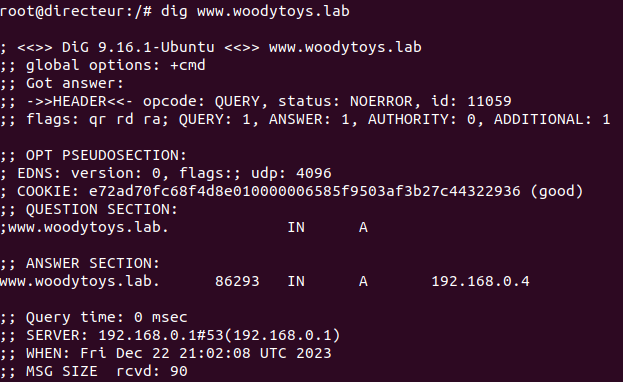 root@directeur:/# dig www.woodytoys.lab
; <<>> DiG 9.16.1-Ubuntu <<>> www.woodytoys.lab
;; global options: +cmd
;; Got answer:
;; ->>HEADER<<- opcode: QUERY, status: NOERROR, id: 11059
;; flags: qr rd ra; QUERY: 1, ANSWER: 1, AUTHORITY: 0, ADDITIONAL: 1
;; OPT PSEUDOSECTION:
; EDNS: version: 0, flags:; udp: 4096
; COOKIE: e72ad70fc68f4d8e010000006585f9503af3b27c44322936 (good)
;; QUESTION SECTION:
;www.woodytoys.lab. IN A
;; ANSWER SECTION:
www.woodytoys.lab. 86293 IN A 192.168.0.4
;; Query time: 0 msec
;; SERVER: 192.168.0.1#53(192.168.0.1)
;; WHEN: Fri Dec 22 21:02:08 UTC 2023
;; MSG SIZE rcvd: 90